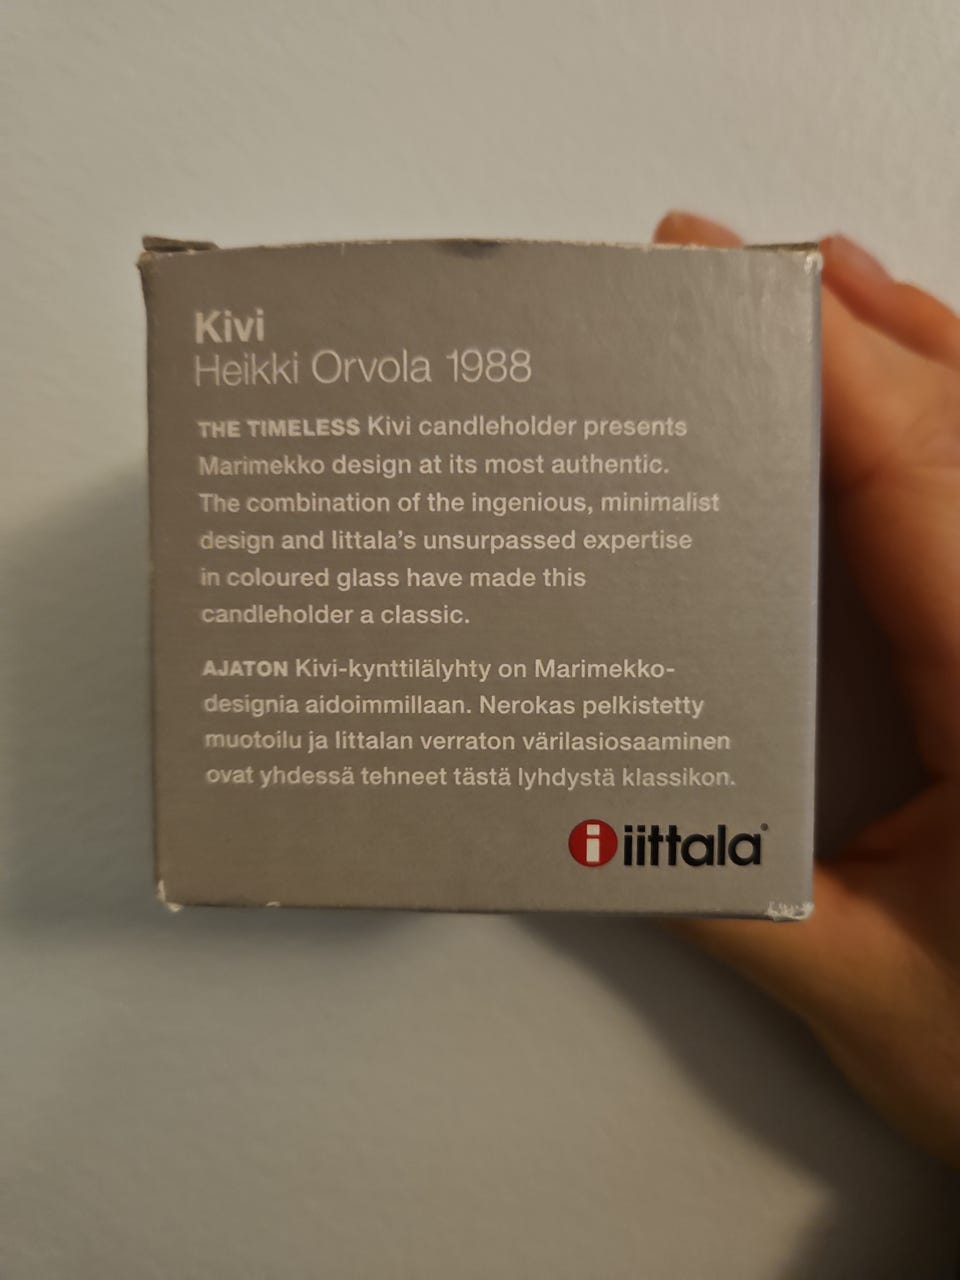 Kivi
Heikki Orvola 1988
THE TIMELESS Kivi candleholder presents
Marimekko design at its most authentic.
The combination of the ingenious, minimalist
design and Iittala's unsurpassed expertise
in coloured glass have made this
candleholder a classic.
AJATON Kivi-kynttilälyhty on Marimekko-
designia aidoimmillaan. Nerokas pelkistetty
muotoilu ja Iittalan verraton värilasiosaaminen
ovat yhdessä tehneet tästä lyhdystä klassikon.
i iittala®